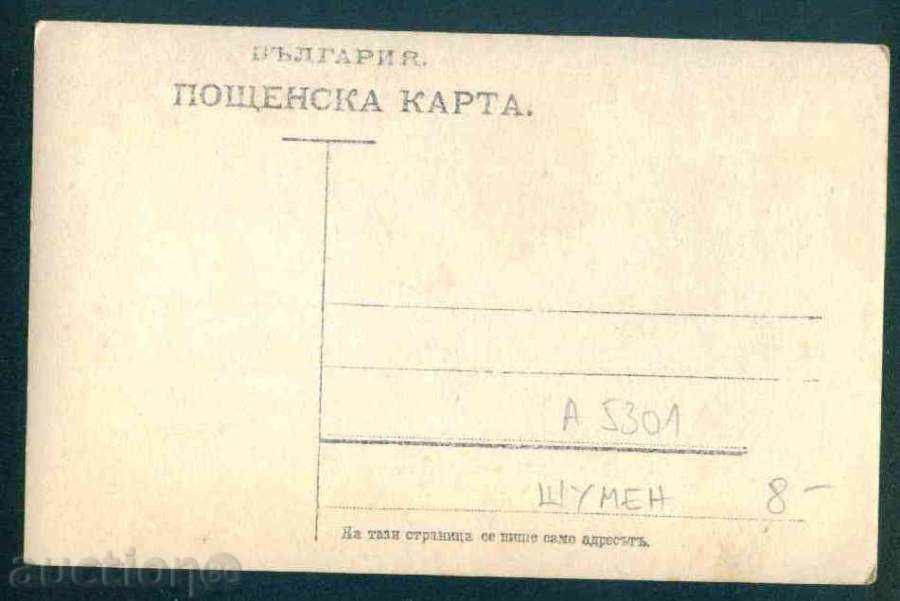 БЪЛГАРИЯ.
ПОЩЕНСКА КАРТА.
А 5301
ШУМЕН 8-
На тази страница се пише само адресътъ.
auction